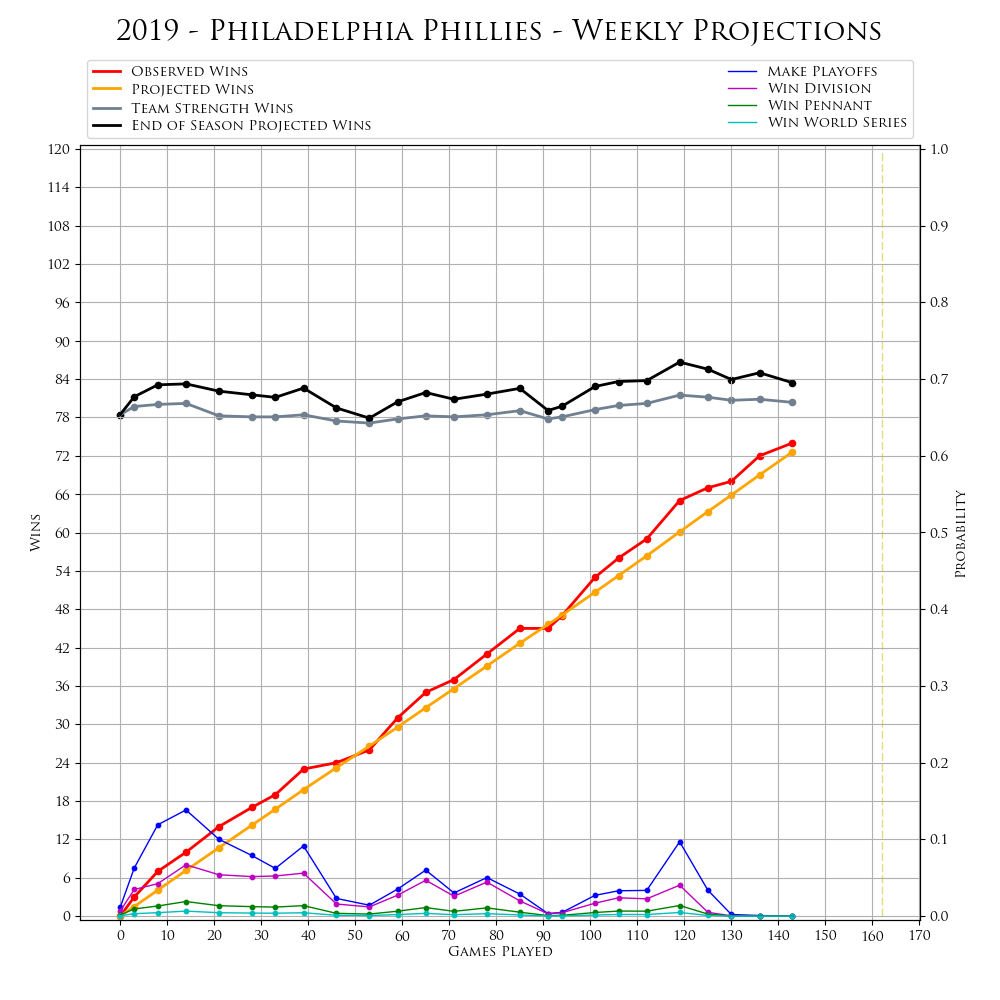 2019 - Philadelphia Phillies - Weekly Projections
Observed Wins
Projected Wins
Team Strength Wins
End of Season Projected Wins
Make Playoffs
Win Division
Win Pennant
Win World Series
120
114
108
102
96
90
84
78
72
66
60
54
48
42
36
30
24
18
12
6
0
Wins
1.0
0.9
0.8
0.7
0.6
0.5
0.4
0.3
0.2
0.1
0.0
Probability
0 10 20 30 40 50 60 70 80 90 100 110 120 130 140 150 160 170
Games Played